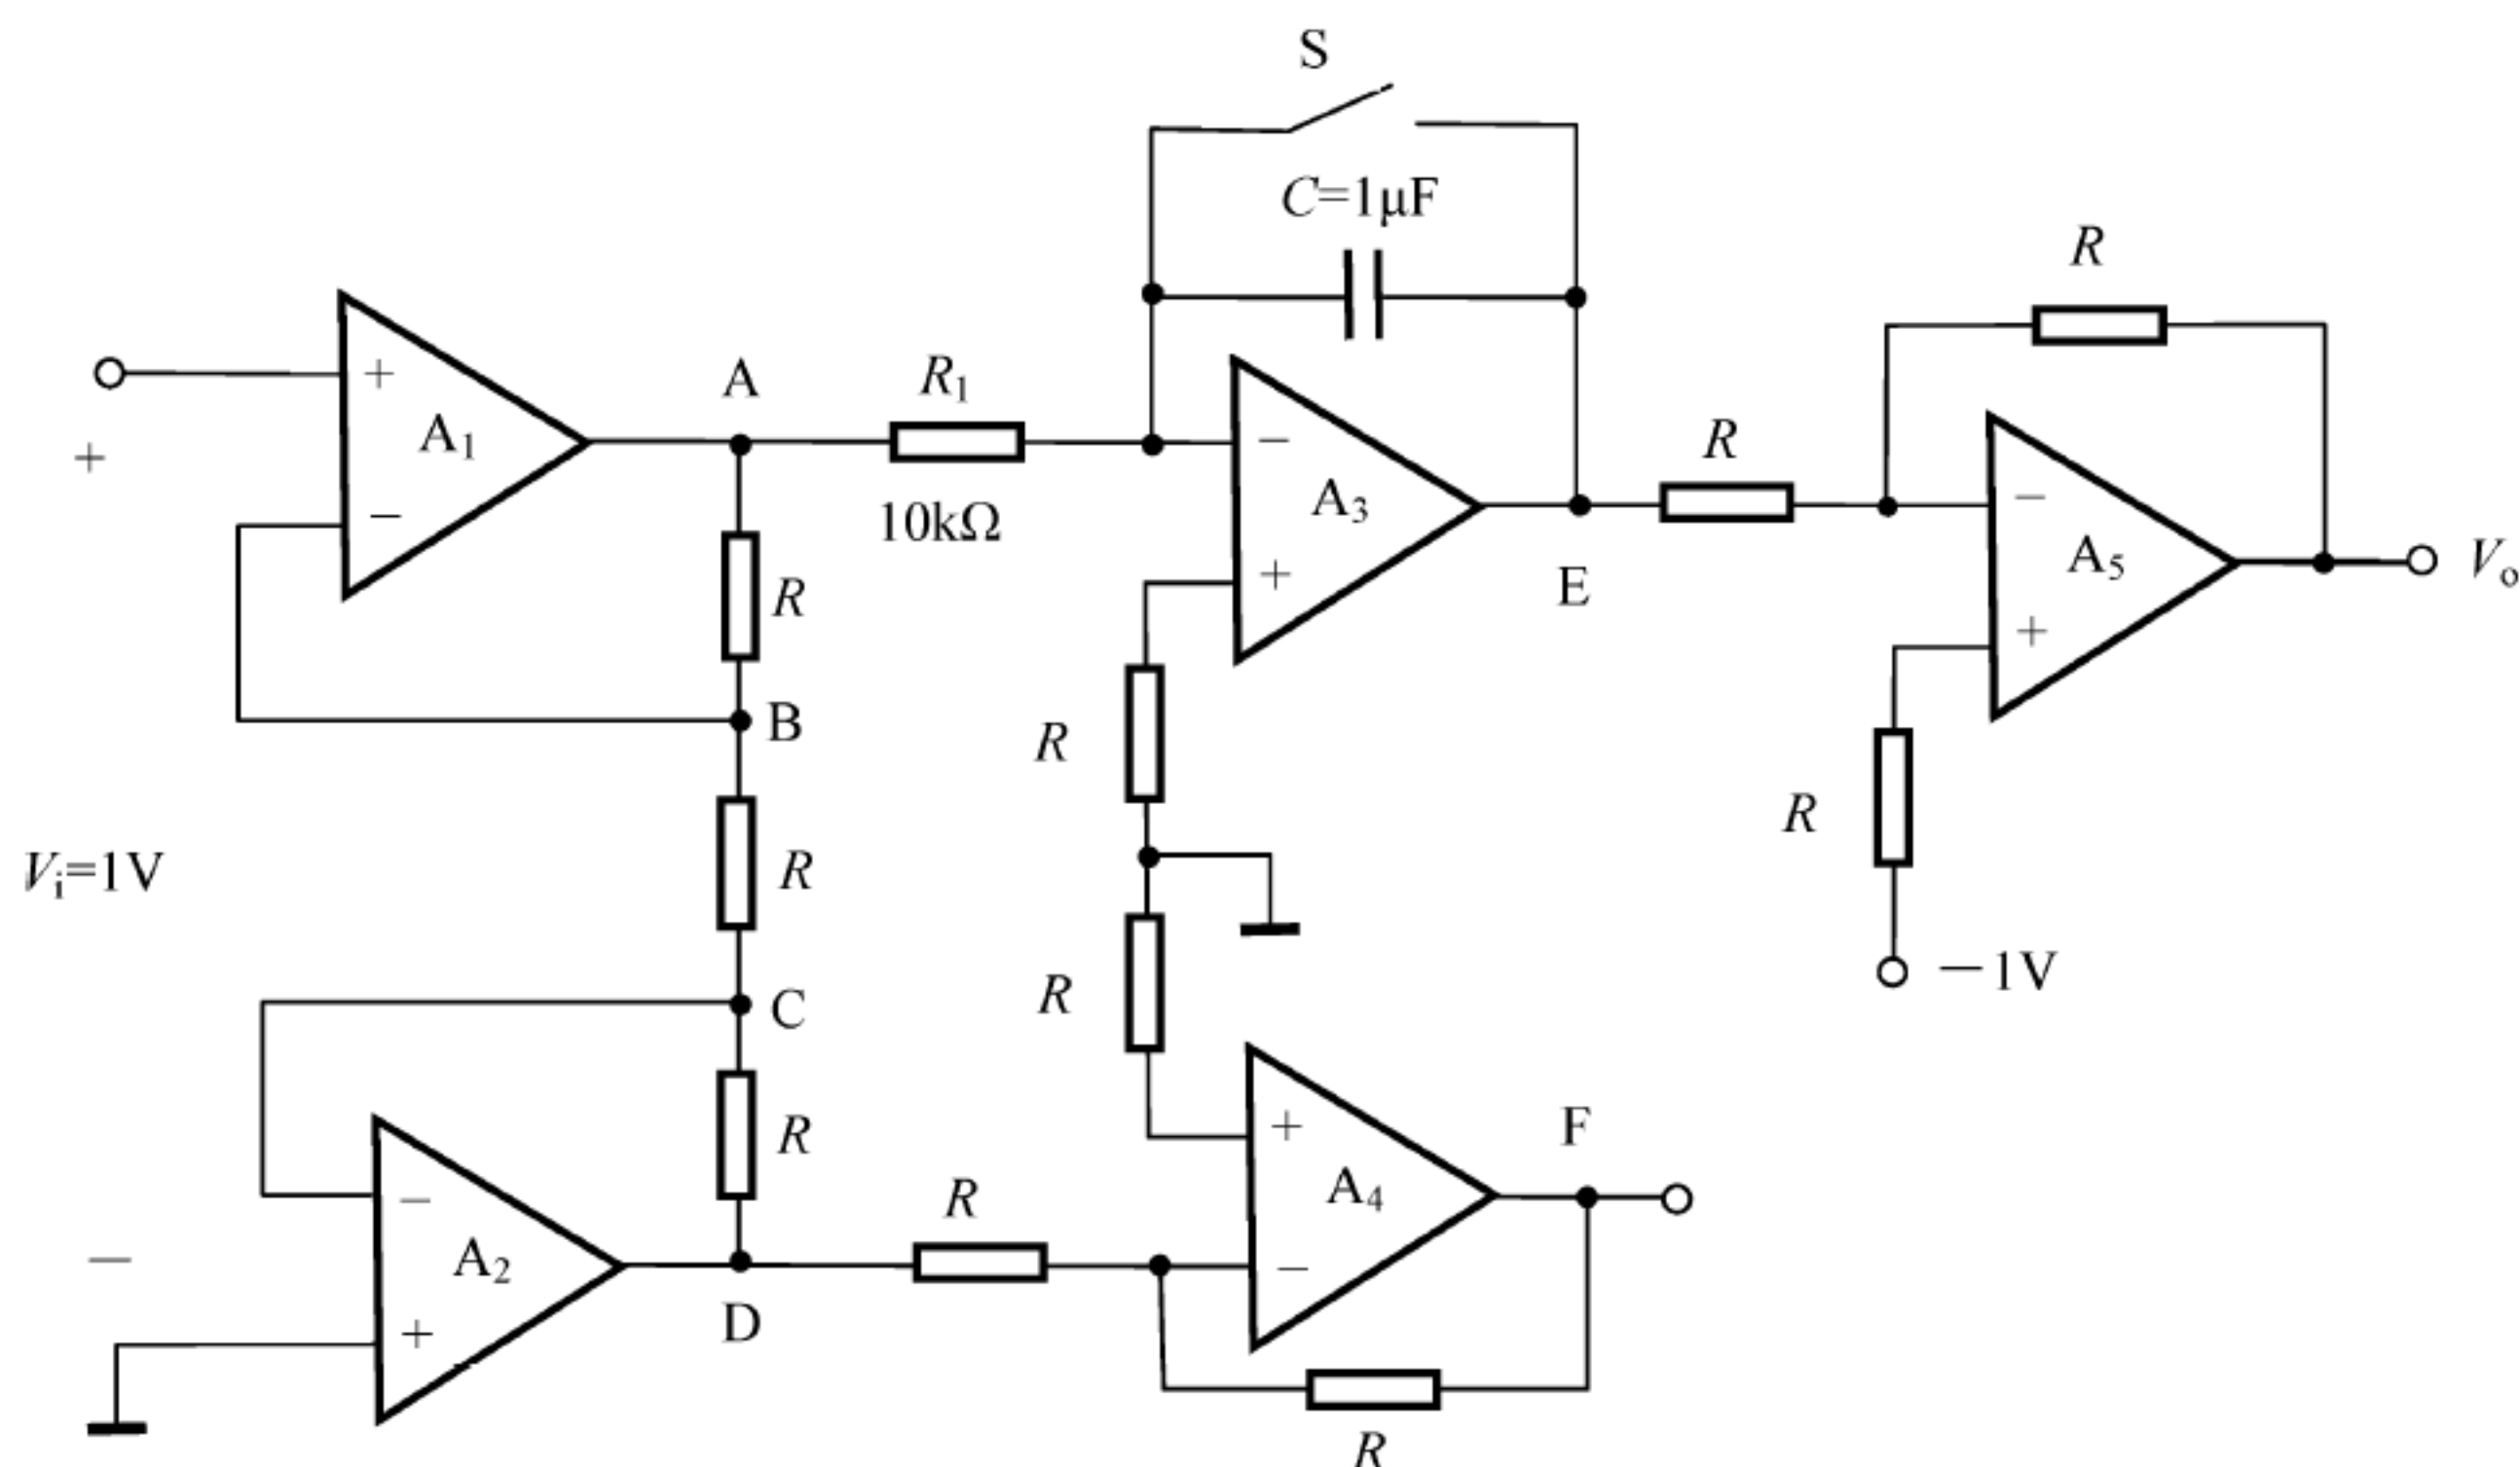 S
C=1μF
R
+
A₁
−
+
A
R₁
10kΩ
−
A₃
+
E
R
−
A₅
+
Vₒ
R
B
R
R
−1V
Vᵢ=1V
R
C
R
R
−
A₂
+
−
D
R
+
A₄
−
F
R